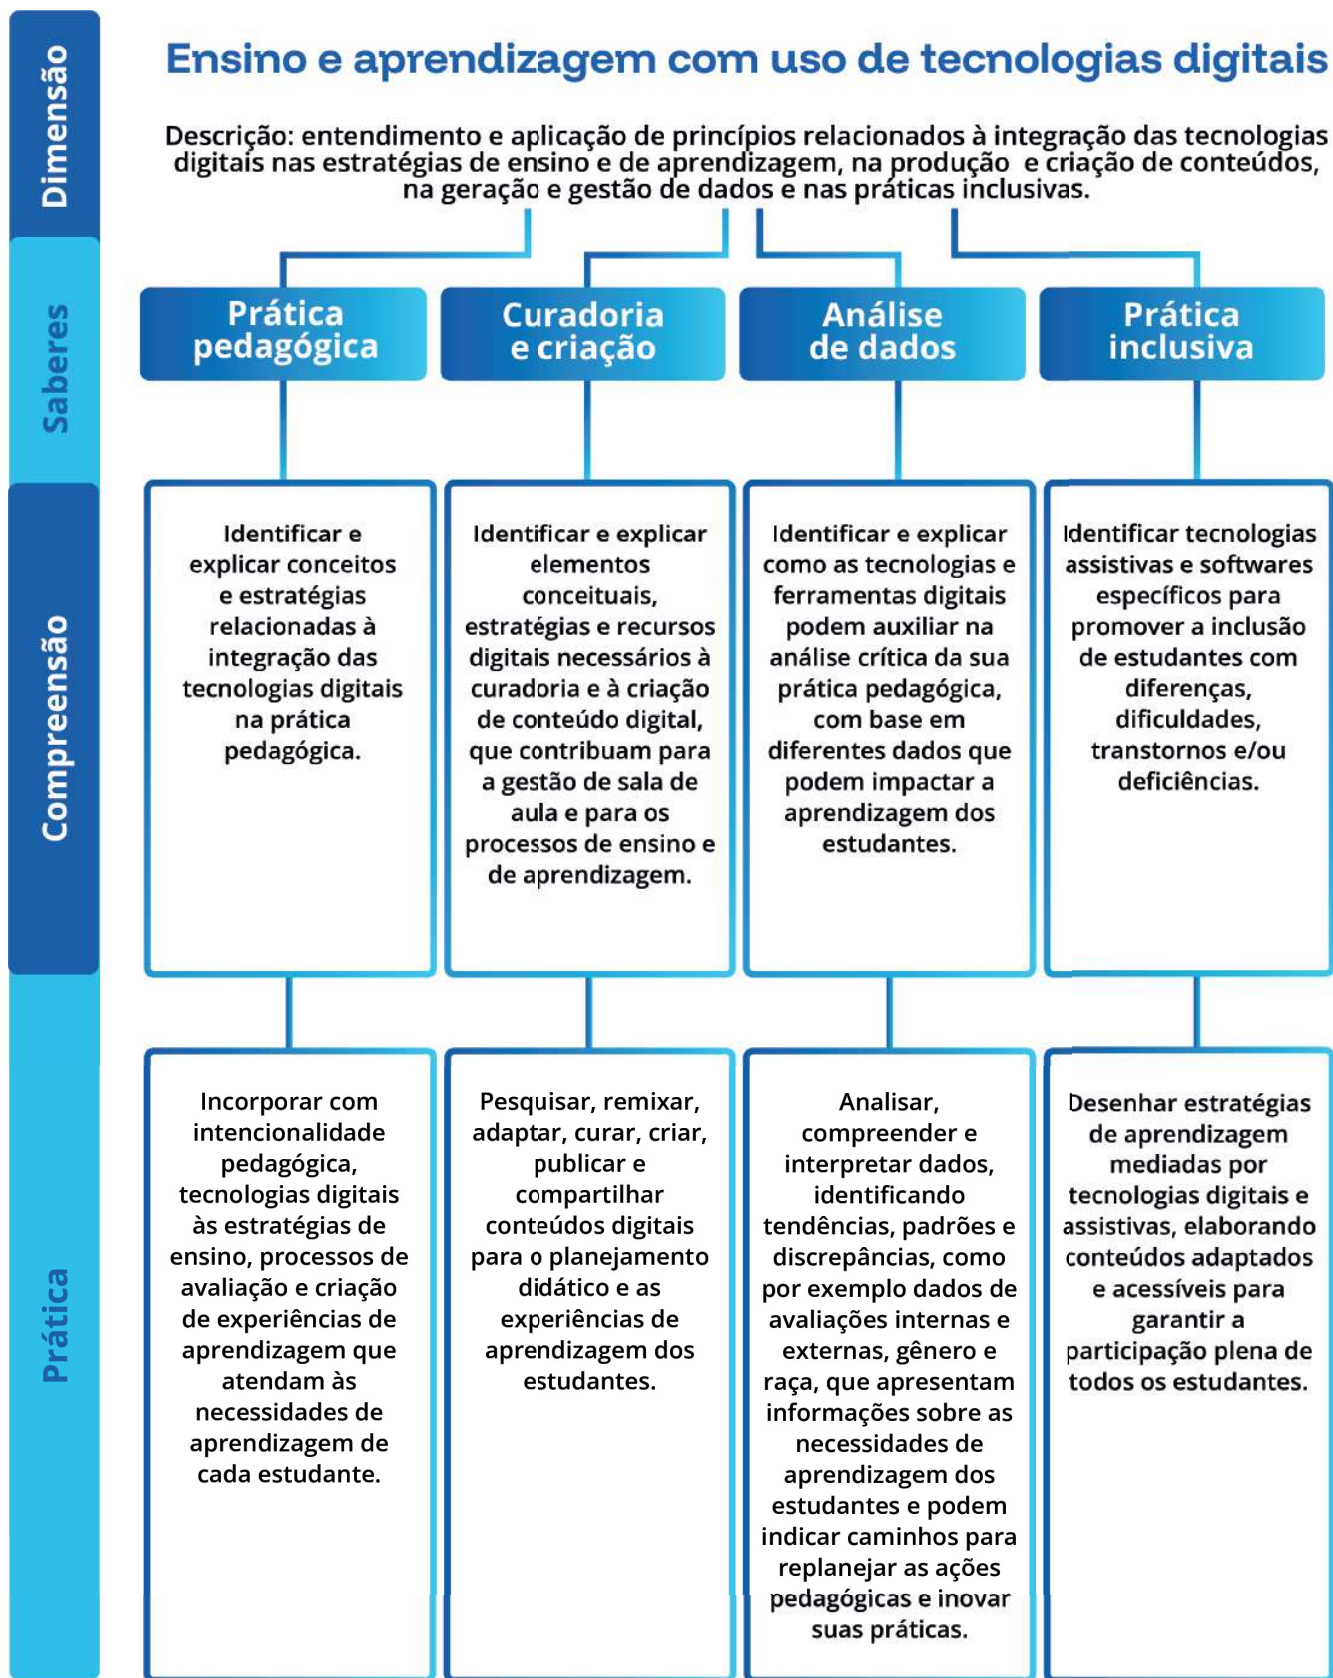 Dimensão
Ensino e aprendizagem com uso de tecnologias digitais
Descrição: entendimento e aplicação de princípios relacionados à integração das tecnologias
digitais nas estratégias de ensino e de aprendizagem, na produção e criação de conteúdos,
na geração e gestão de dados e nas práticas inclusivas.
Saberes
Prática
pedagógica
Curadoria
e criação
Análise
de dados
Prática
inclusiva
Compreensão
Identificar e
explicar conceitos
e estratégias
relacionadas à
integração das
tecnologias digitais
na prática
pedagógica.
Identificar e explicar
elementos
conceituais,
estratégias e recursos
digitais necessários à
curadoria e à criação
de conteúdo digital,
que contribuam para
a gestão de sala de
aula e para os
processos de ensino e
de aprendizagem.
Identificar e explicar
como as tecnologias e
ferramentas digitais
podem auxiliar na
análise crítica da sua
prática pedagógica,
com base em
diferentes dados que
podem impactar a
aprendizagem dos
estudantes.
Identificar tecnologias
assistivas e softwares
específicos para
promover a inclusão
de estudantes com
diferenças,
dificuldades,
transtornos e/ou
deficiências.
Prática
Incorporar com
intencionalidade
pedagógica,
tecnologias digitais
às estratégias de
ensino, processos de
avaliação e criação
de experiências de
aprendizagem que
atendam às
necessidades de
aprendizagem de
cada estudante.
Pesquisar, remixar,
adaptar, curar, criar,
publicar e
compartilhar
conteúdos digitais
para o planejamento
didático e as
experiências de
aprendizagem dos
estudantes.
Analisar,
compreender e
interpretar dados,
identificando
tendências, padrões e
discrepâncias, como
por exemplo dados de
avaliações internas e
externas, gênero e
raça, que apresentam
informações sobre as
necessidades de
aprendizagem dos
estudantes e podem
indicar caminhos para
replanejar as ações
pedagógicas e inovar
suas práticas.
Desenhar estratégias
de aprendizagem
mediadas por
tecnologias digitais e
assistivas, elaborando
conteúdos adaptados
e acessíveis para
garantir a
participação plena de
todos os estudantes.